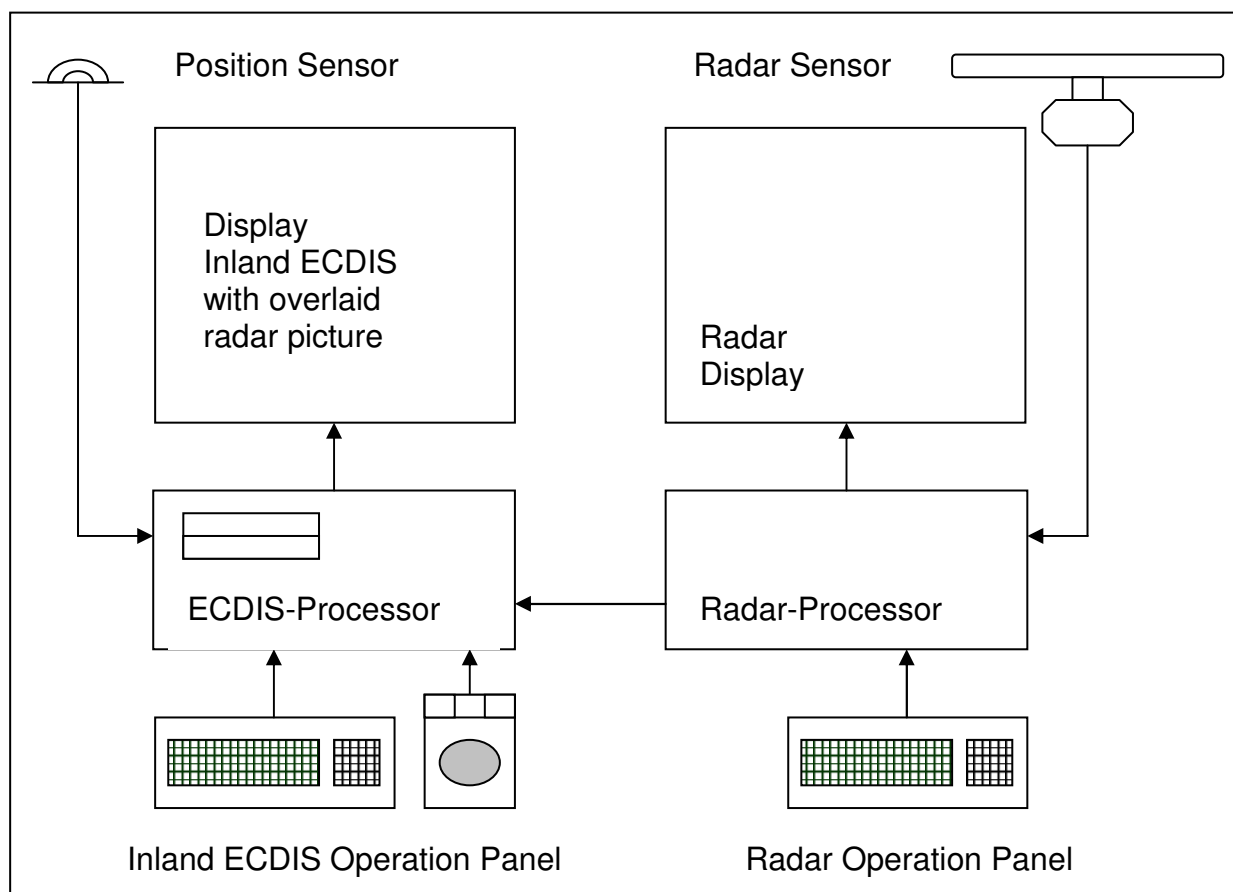 Position Sensor
Radar Sensor
Display
Inland ECDIS
with overlaid
radar picture
Radar
Display
ECDIS-Processor
Radar-Processor
Inland ECDIS Operation Panel
Radar Operation Panel